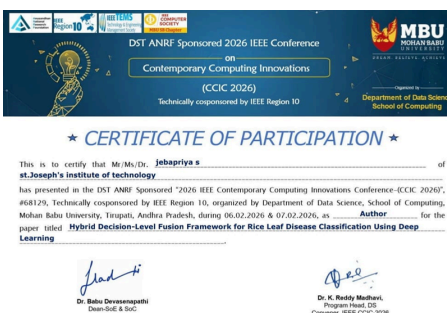 Region 10
IEEE TEMS
IEEE
COMPUTER
SOCIETY
DST ANRF Sponsored 2026 IEEE Conference
on
Contemporary Computing Innovations
(CCIC 2026)
Technically cosponsored by IEEE Region 10
MBU
MOHAN BABU
UNIVERSITY
DREAM. BELIEVE. ACHIEVE
Organized by
Department of Data Science
School of Computing
★ CERTIFICATE OF PARTICIPATION ★
This is to certify that Mr/Ms/Dr. jebapriya s of
st.Joseph's institute of technology
has presented in the DST ANRF Sponsored "2026 IEEE Contemporary Computing Innovations Conference-(CCIC 2026)",
#68129, Technically cosponsored by IEEE Region 10, organized by Department of Data Science, School of Computing,
Mohan Babu University, Tirupati, Andhra Pradesh, during 06.02.2026 & 07.02.2026, as Author for the
paper titled Hybrid Decision-Level Fusion Framework for Rice Leaf Disease Classification Using Deep
Learning.
Dr. Babu Devasenapathi
Dean-SoE & SoC
Dr. K. Reddy Madhavi,
Program Head, DS
Convener, IEEE CCIC 2026